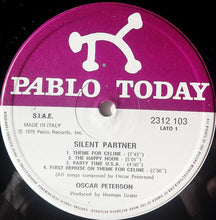 PABLO TODAY
S.I.A.E.
MADE IN ITALY
℗ 1979 Pablo Records, Inc.
2312 103
LATO 1
SILENT PARTNER
1. THEME FOR CELINE - (7'43")
2. THE HAPPY HOUR - (5'01")
3. PARTY TIME U.S.A. - (4'51")
4. FIRST REPRISE ON THEME FOR CELINE - (2'56")
(All songs composed by Oscar Peterson)
OSCAR PETERSON
Produced by Norman Granz